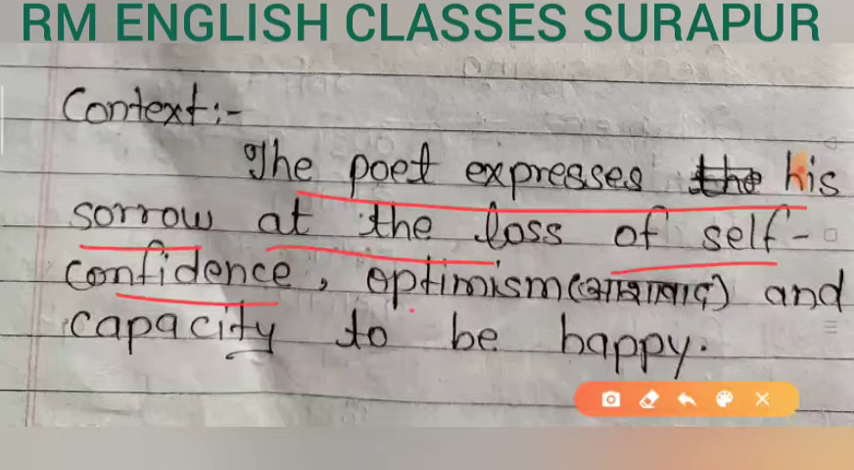 RM ENGLISH CLASSES SURAPUR
Context:-
The poet expresses the his
sorrow at the loss of self-
confidence, optimism(आशावाद) and
capacity to be happy.